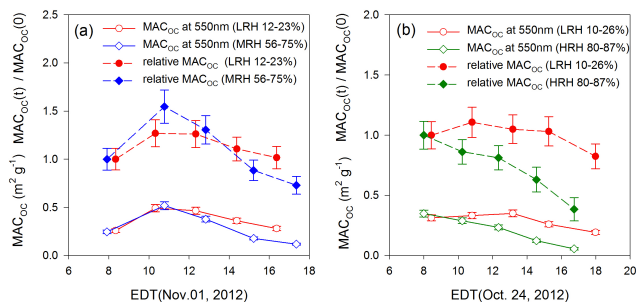 MAC_OC(t) / MAC_OC(0)
MAC_OC (m² g⁻¹)
2.0
1.5
1.0
0.5
0.0
(a)
MAC_OC at 550nm (LRH 12-23%)
MAC_OC at 550nm (MRH 56-75%)
relative MAC_OC (LRH 12-23%)
relative MAC_OC (MRH 56-75%)
6 8 10 12 14 16 18
EDT(Nov.01, 2012)
MAC_OC(t) / MAC_OC(0)
MAC_OC (m² g⁻¹)
2.0
1.5
1.0
0.5
0.0
(b)
MAC_OC at 550nm (LRH 10-26%)
MAC_OC at 550nm (HRH 80-87%)
relative MAC_OC (LRH 10-26%)
relative MAC_OC (HRH 80-87%)
6 8 10 12 14 16 18 20
EDT(Oct. 24, 2012)